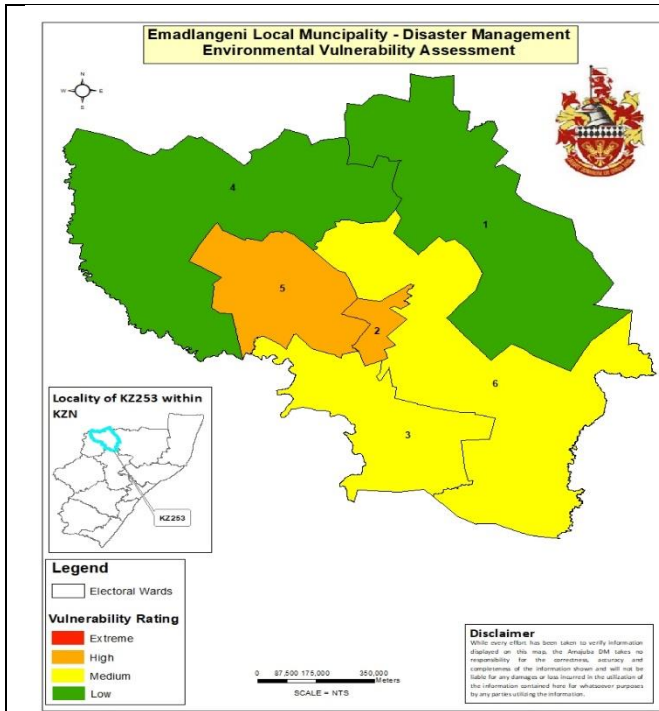 Emadlangeni Local Muncipality - Disaster Management
Environmental Vulnerability Assessment
N
W
E
E
4
1
5
2
6
3
Locality of KZ253 within
KZN
KZ253
Legend
Electoral Wards
Vulnerability Rating
Extreme
High
Medium
Low
0 87,500 175,000 350,000
Meters
SCALE = NTS
Disclaimer
While every effort has been taken to verify information
displayed on this map, the Amajuba DM takes no
responsibility for the correctness, accuracy and
completeness of the information shown and will not be
liable for any damages or loss incurred in the utilization of
the information contained here for whatsoever purposes
by any parties utilizing the information.